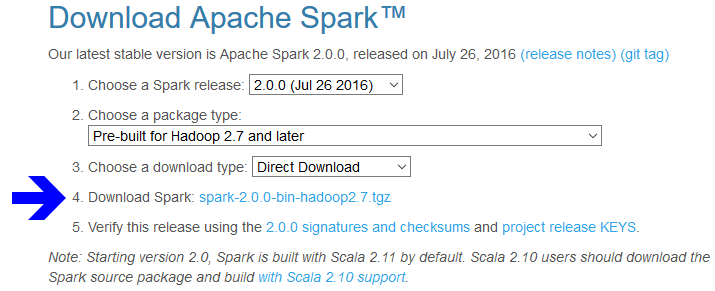 Download Apache Spark™
Our latest stable version is Apache Spark 2.0.0, released on July 26, 2016 (release notes) (git tag)
1. Choose a Spark release: 2.0.0 (Jul 26 2016)
2. Choose a package type:
Pre-built for Hadoop 2.7 and later
3. Choose a download type: Direct Download
4. Download Spark: spark-2.0.0-bin-hadoop2.7.tgz
5. Verify this release using the 2.0.0 signatures and checksums and project release KEYS.
Note: Starting version 2.0, Spark is built with Scala 2.11 by default. Scala 2.10 users should download the
Spark source package and build with Scala 2.10 support.